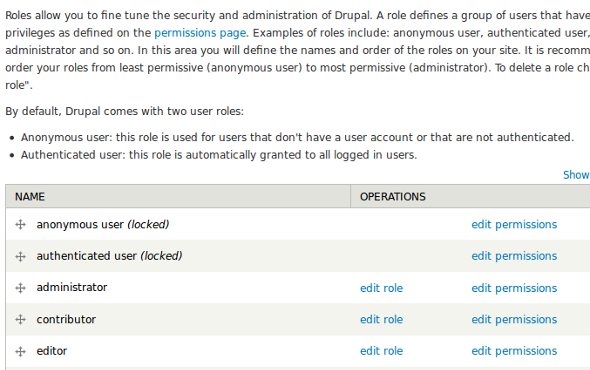 Roles allow you to fine tune the security and administration of Drupal. A role defines a group of users that have
privileges as defined on the permissions page. Examples of roles include: anonymous user, authenticated user,
administrator and so on. In this area you will define the names and order of the roles on your site. It is recomm
order your roles from least permissive (anonymous user) to most permissive (administrator). To delete a role ch
role".
By default, Drupal comes with two user roles:
• Anonymous user: this role is used for users that don't have a user account or that are not authenticated.
• Authenticated user: this role is automatically granted to all logged in users.
Show
NAME OPERATIONS
anonymous user (locked) edit permissions
authenticated user (locked) edit permissions
administrator edit role edit permissions
contributor edit role edit permissions
editor edit role edit permissions